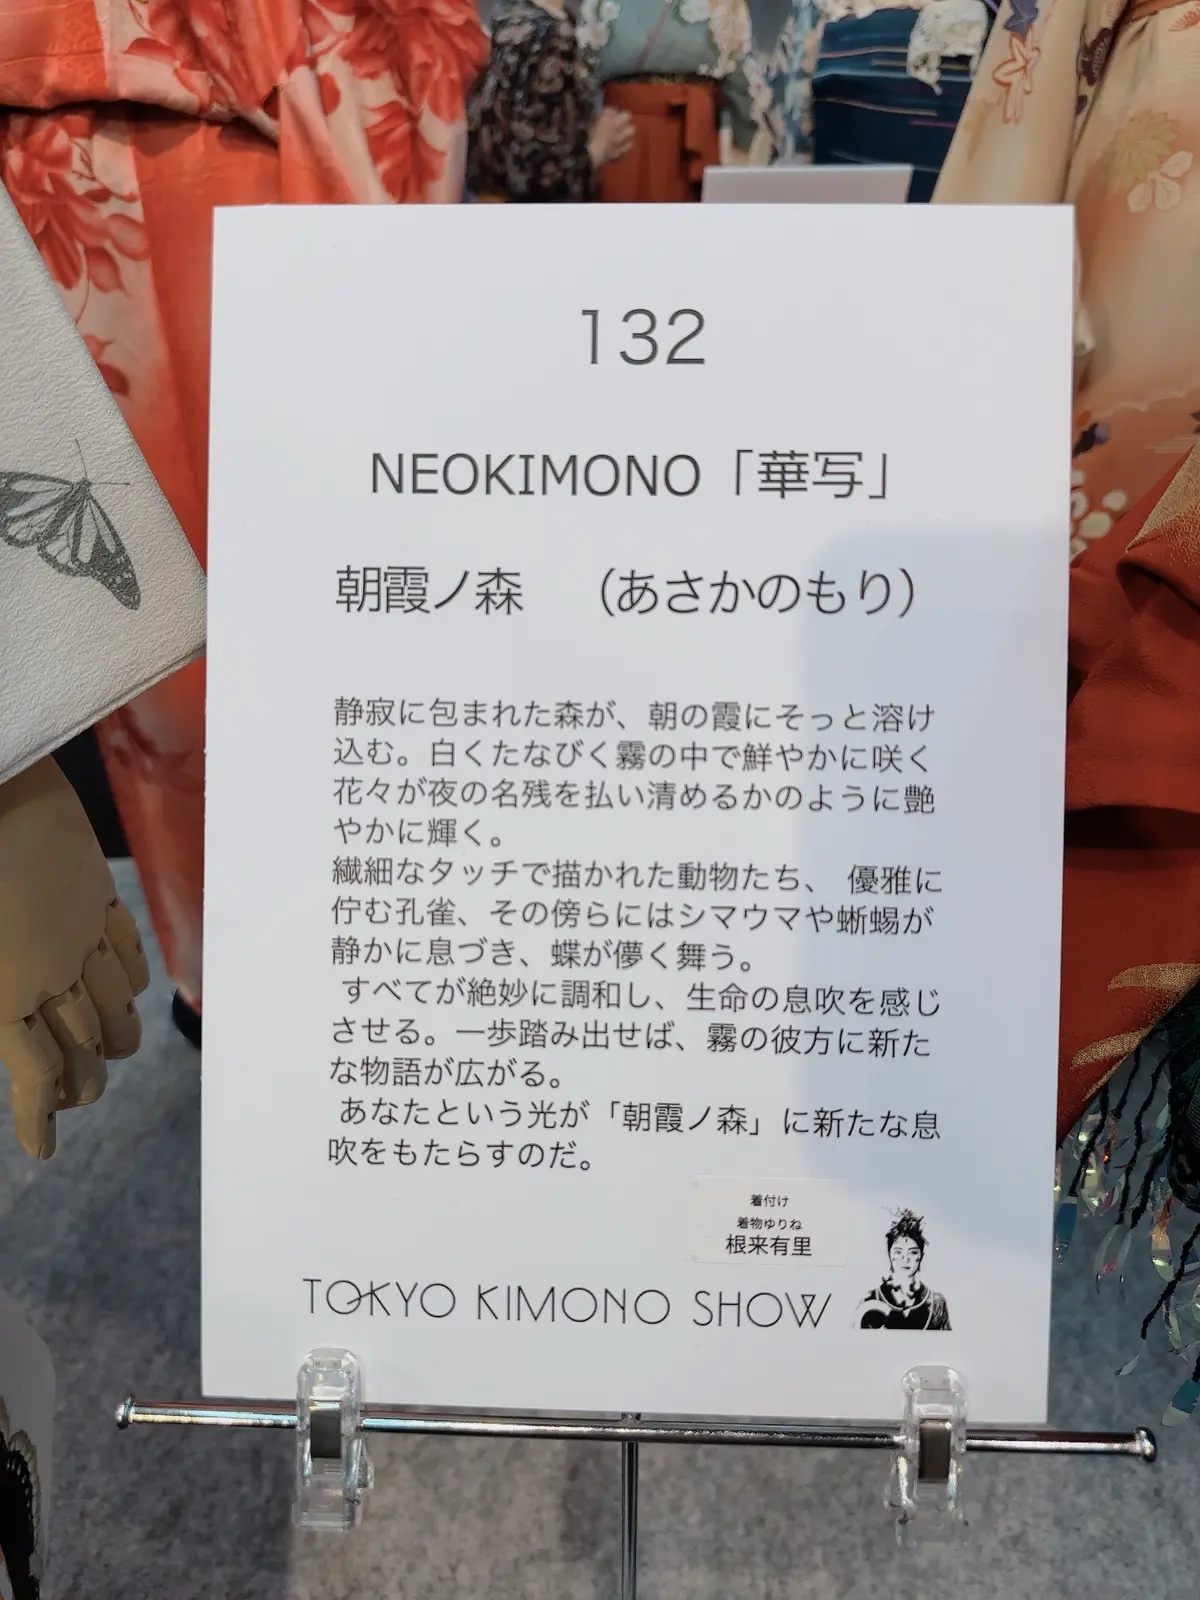 132
NEOKIMONO「華写」
朝霞ノ森　（あさかのもり）
静寂に包まれた森が、朝の霞にそっと溶け
込む。白くたなびく霧の中で鮮やかに咲く
花々が夜の名残を払い清めるかのように艶
やかに輝く。
繊細なタッチで描かれた動物たち、 優雅に
佇む孔雀、その傍らにはシマウマや蜥蜴が
静かに息づき、蝶が儚く舞う。
すべてが絶妙に調和し、生命の息吹を感じ
させる。一歩踏み出せば、霧の彼方に新た
な物語が広がる。
あなたという光が「朝霞ノ森」に新たな息
吹をもたらすのだ。
着付け
着物ゆりね
根来有里
TOKYO KIMONO SHOW